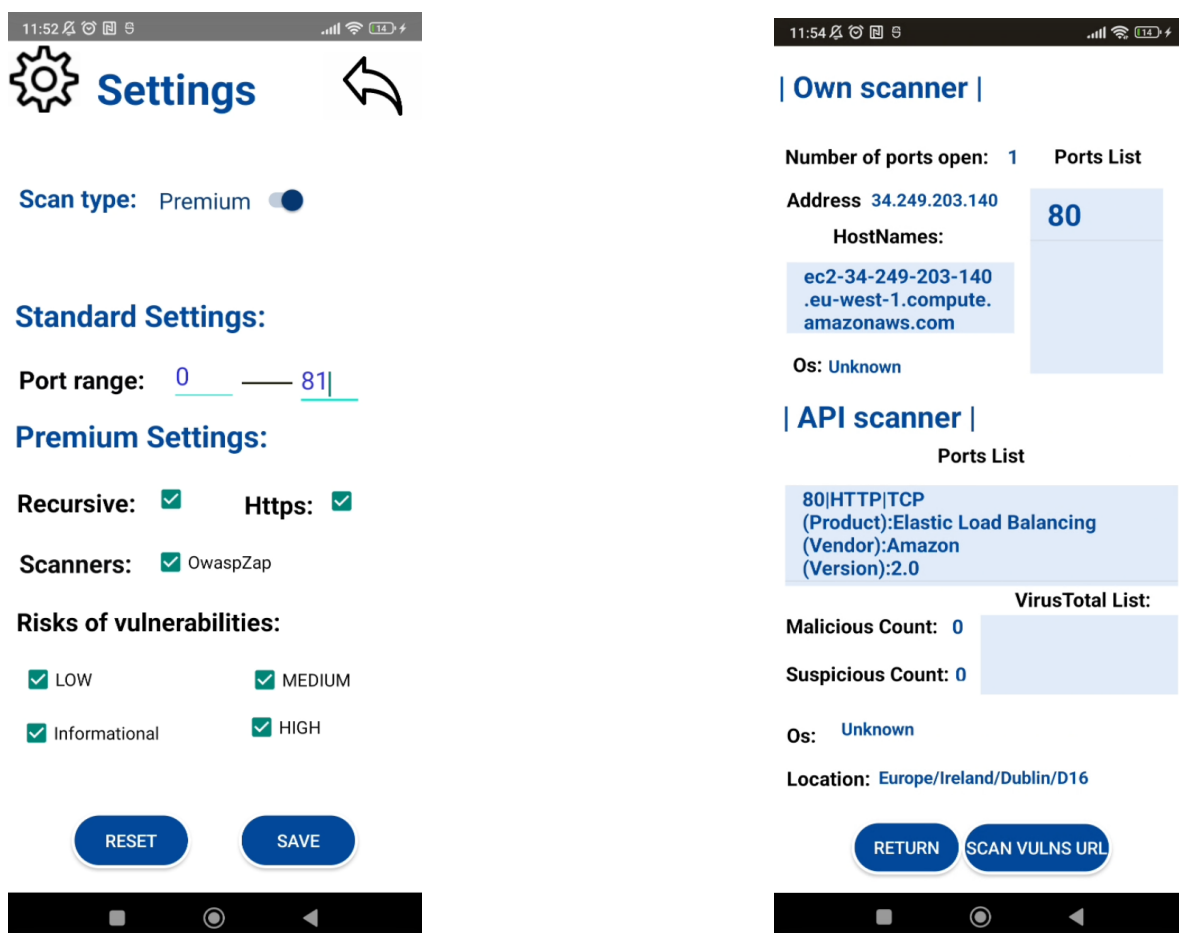 11:52
14
Settings
Scan type: Premium
Standard Settings:
Port range: 0 81
Premium Settings:
Recursive: Https:
Scanners: OwaspZap
Risks of vulnerabilities:
LOW MEDIUM
Informational HIGH
RESET SAVE
11:54
14
| Own scanner |
Number of ports open: 1 Ports List
Address 34.249.203.140
80
HostNames:
ec2-34-249-203-140
.eu-west-1.compute.
amazonaws.com
Os: Unknown
| API scanner |
Ports List
80|HTTP|TCP
(Product):Elastic Load Balancing
(Vendor):Amazon
(Version):2.0
VirusTotal List:
Malicious Count: 0
Suspicious Count: 0
Os: Unknown
Location: Europe/Ireland/Dublin/D16
RETURN SCAN VULNS URL